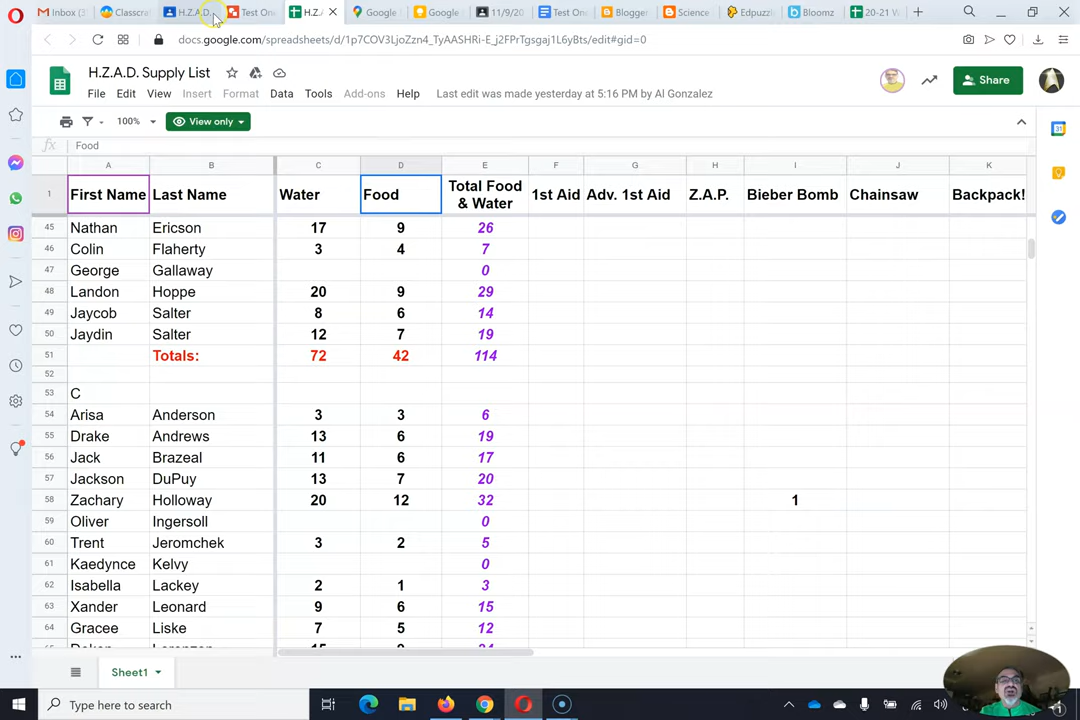 Inbox (3
Classcra
H.Z.A.D.
Test One
H.Z.
Google
Google
11/9/20
Test One
Blogger
Science
Edpuzzl
Bloomz
20-21 W
docs.google.com/spreadsheets/d/1p7COV3LjoZzn4_TyAASHRi-E_j2FPrTgsgaj1L6yBts/edit#gid=0
H.Z.A.D. Supply List
File Edit View Insert Format Data Tools Add-ons Help Last edit was made yesterday at 5:16 PM by Al Gonzalez
Share
100% View only
fx Food
A B C D E F G H I J K
1 First Name Last Name Water Food Total Food & Water 1st Aid Adv. 1st Aid Z.A.P. Bieber Bomb Chainsaw Backpack!
45 Nathan Ericson 17 9 26
46 Colin Flaherty 3 4 7
47 George Gallaway 0
48 Landon Hoppe 20 9 29
49 Jaycob Salter 8 6 14
50 Jaydin Salter 12 7 19
51 Totals: 72 42 114
52
53 C
54 Arisa Anderson 3 3 6
55 Drake Andrews 13 6 19
56 Jack Brazeal 11 6 17
57 Jackson DuPuy 13 7 20
58 Zachary Holloway 20 12 32 1
59 Oliver Ingersoll 0
60 Trent Jeromchek 3 2 5
61 Kaedynce Kelvy 0
62 Isabella Lackey 2 1 3
63 Xander Leonard 9 6 15
64 Gracee Liske 7 5 12
Sheet1
Type here to search